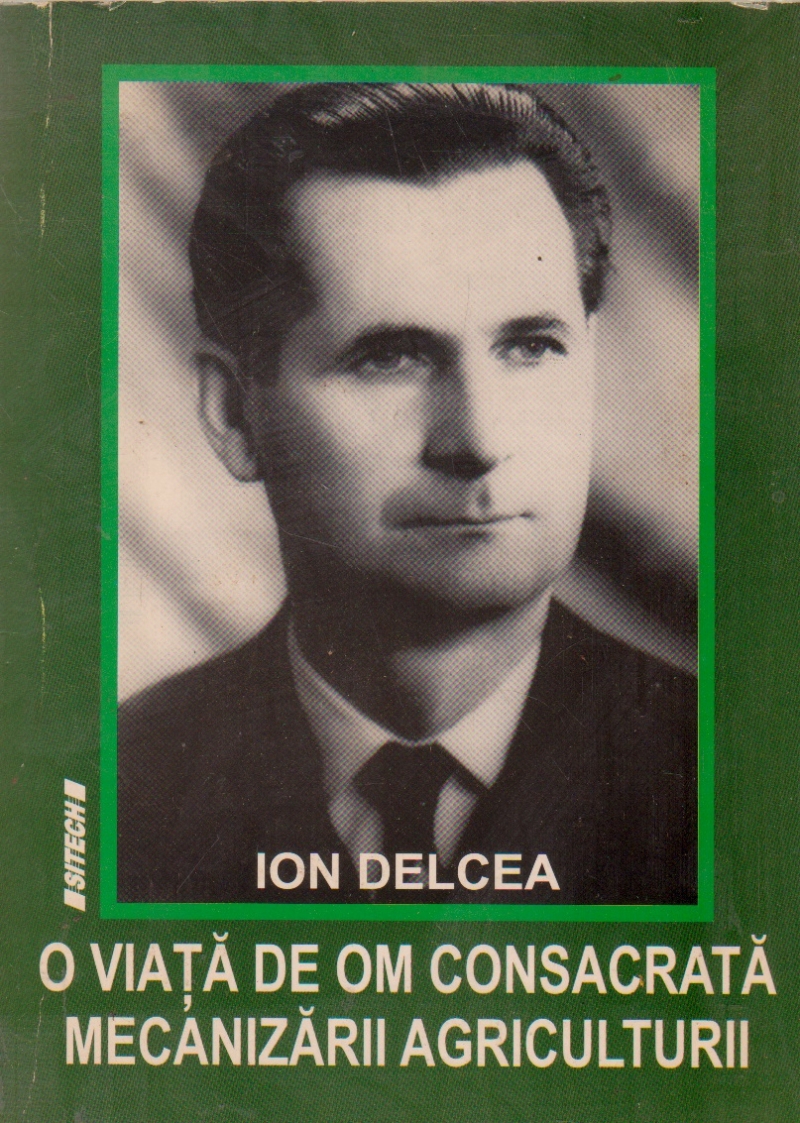 SITECH
ION DELCEA
O VIAȚĂ DE OM CONSACRATĂ
MECANIZĂRII AGRICULTURII